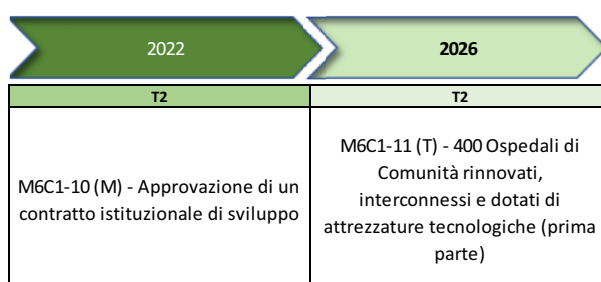 2022
2026
T2
T2
M6C1-10 (M) - Approvazione di un
contratto istituzionale di sviluppo
M6C1-11 (T) - 400 Ospedali di
Comunità rinnovati,
interconnessi e dotati di
attrezzature tecnologiche (prima
parte)